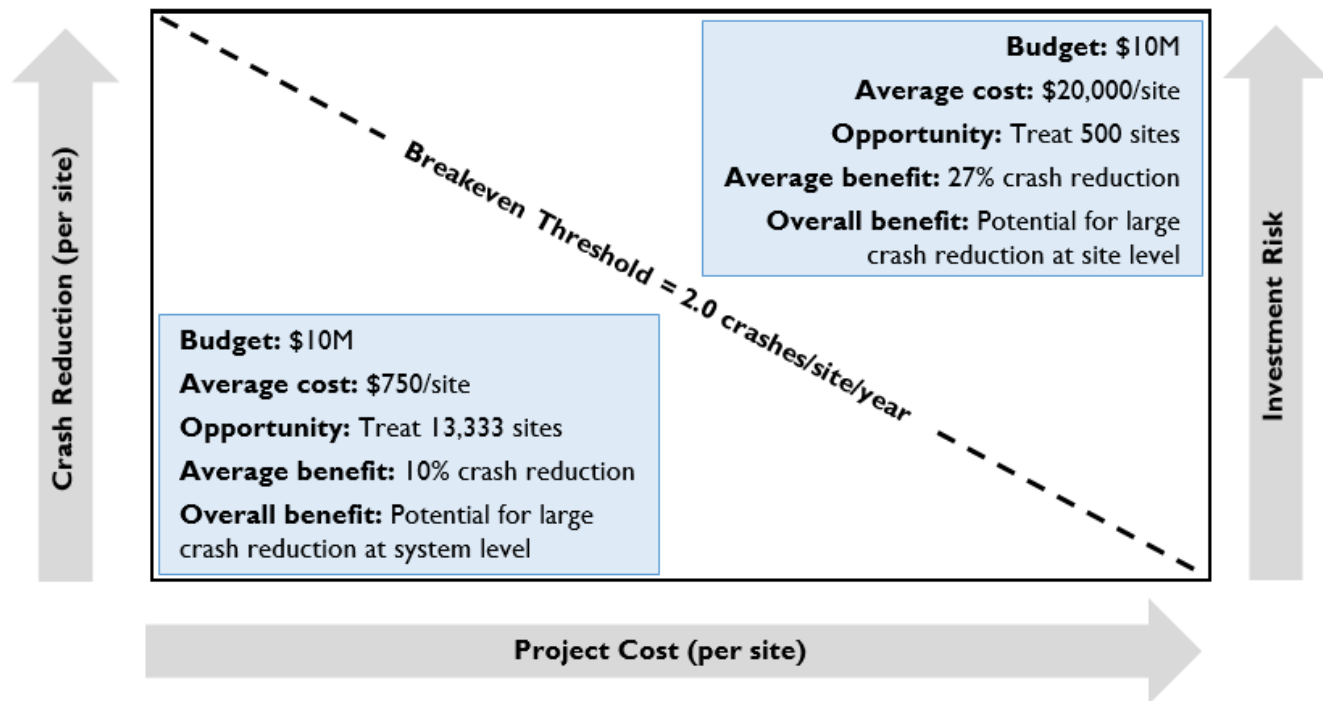 Crash Reduction (per site)
Budget: $10M
Average cost: $20,000/site
Opportunity: Treat 500 sites
Average benefit: 27% crash reduction
Overall benefit: Potential for large
crash reduction at site level
Breakeven Threshold = 2.0 crashes/site/year
Budget: $10M
Average cost: $750/site
Opportunity: Treat 13,333 sites
Average benefit: 10% crash reduction
Overall benefit: Potential for large
crash reduction at system level
Investment Risk
Project Cost (per site)